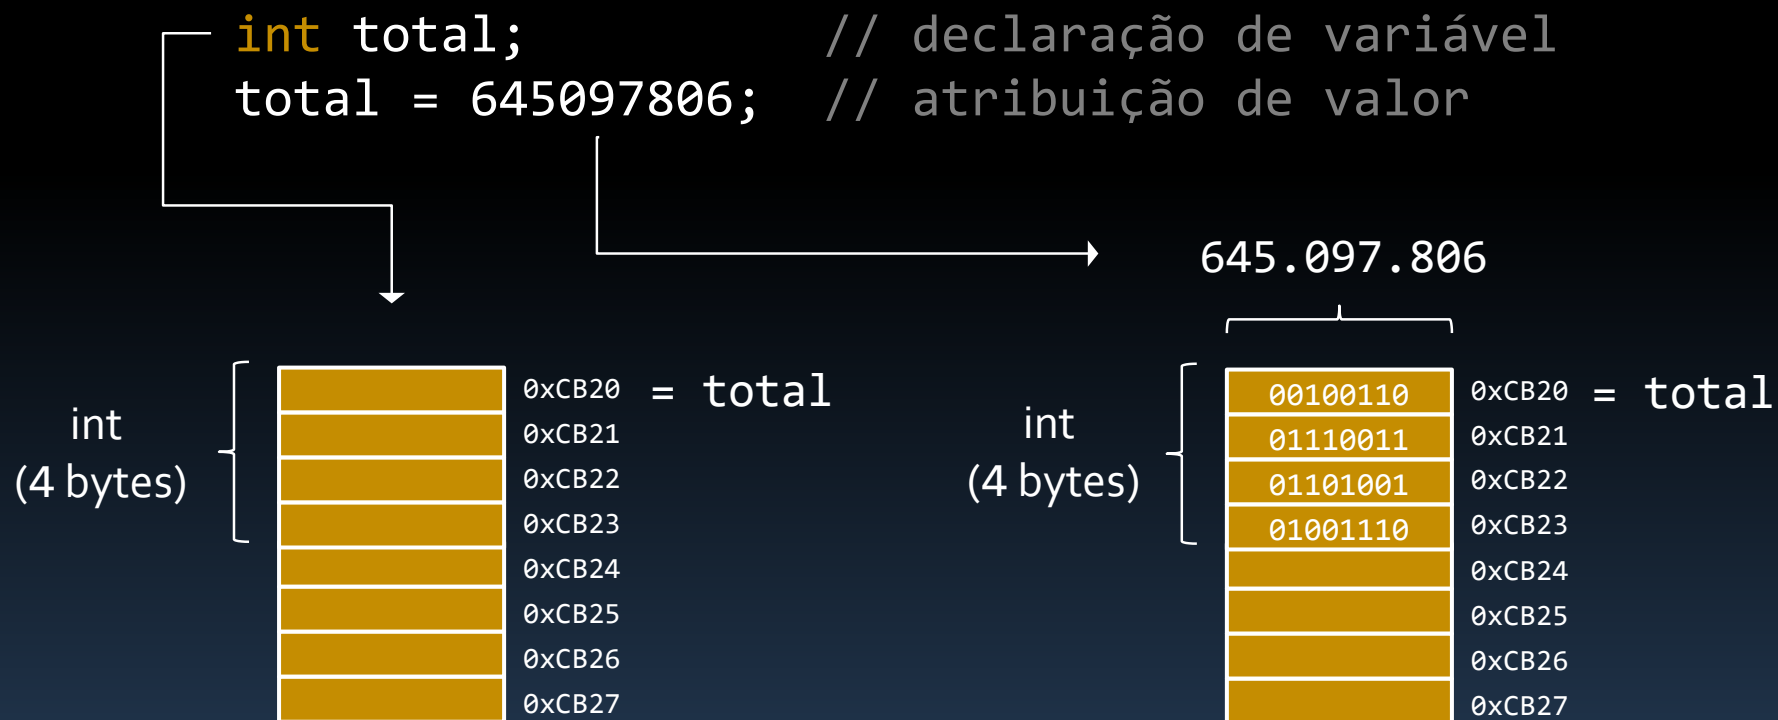 int total; // declaração de variável
total = 645097806; // atribuição de valor
645.097.806
int
(4 bytes)
0xCB20 = total
0xCB21
0xCB22
0xCB23
0xCB24
0xCB25
0xCB26
0xCB27
int
(4 bytes)
00100110 0xCB20 = total
01110011 0xCB21
01101001 0xCB22
01001110 0xCB23
0xCB24
0xCB25
0xCB26
0xCB27